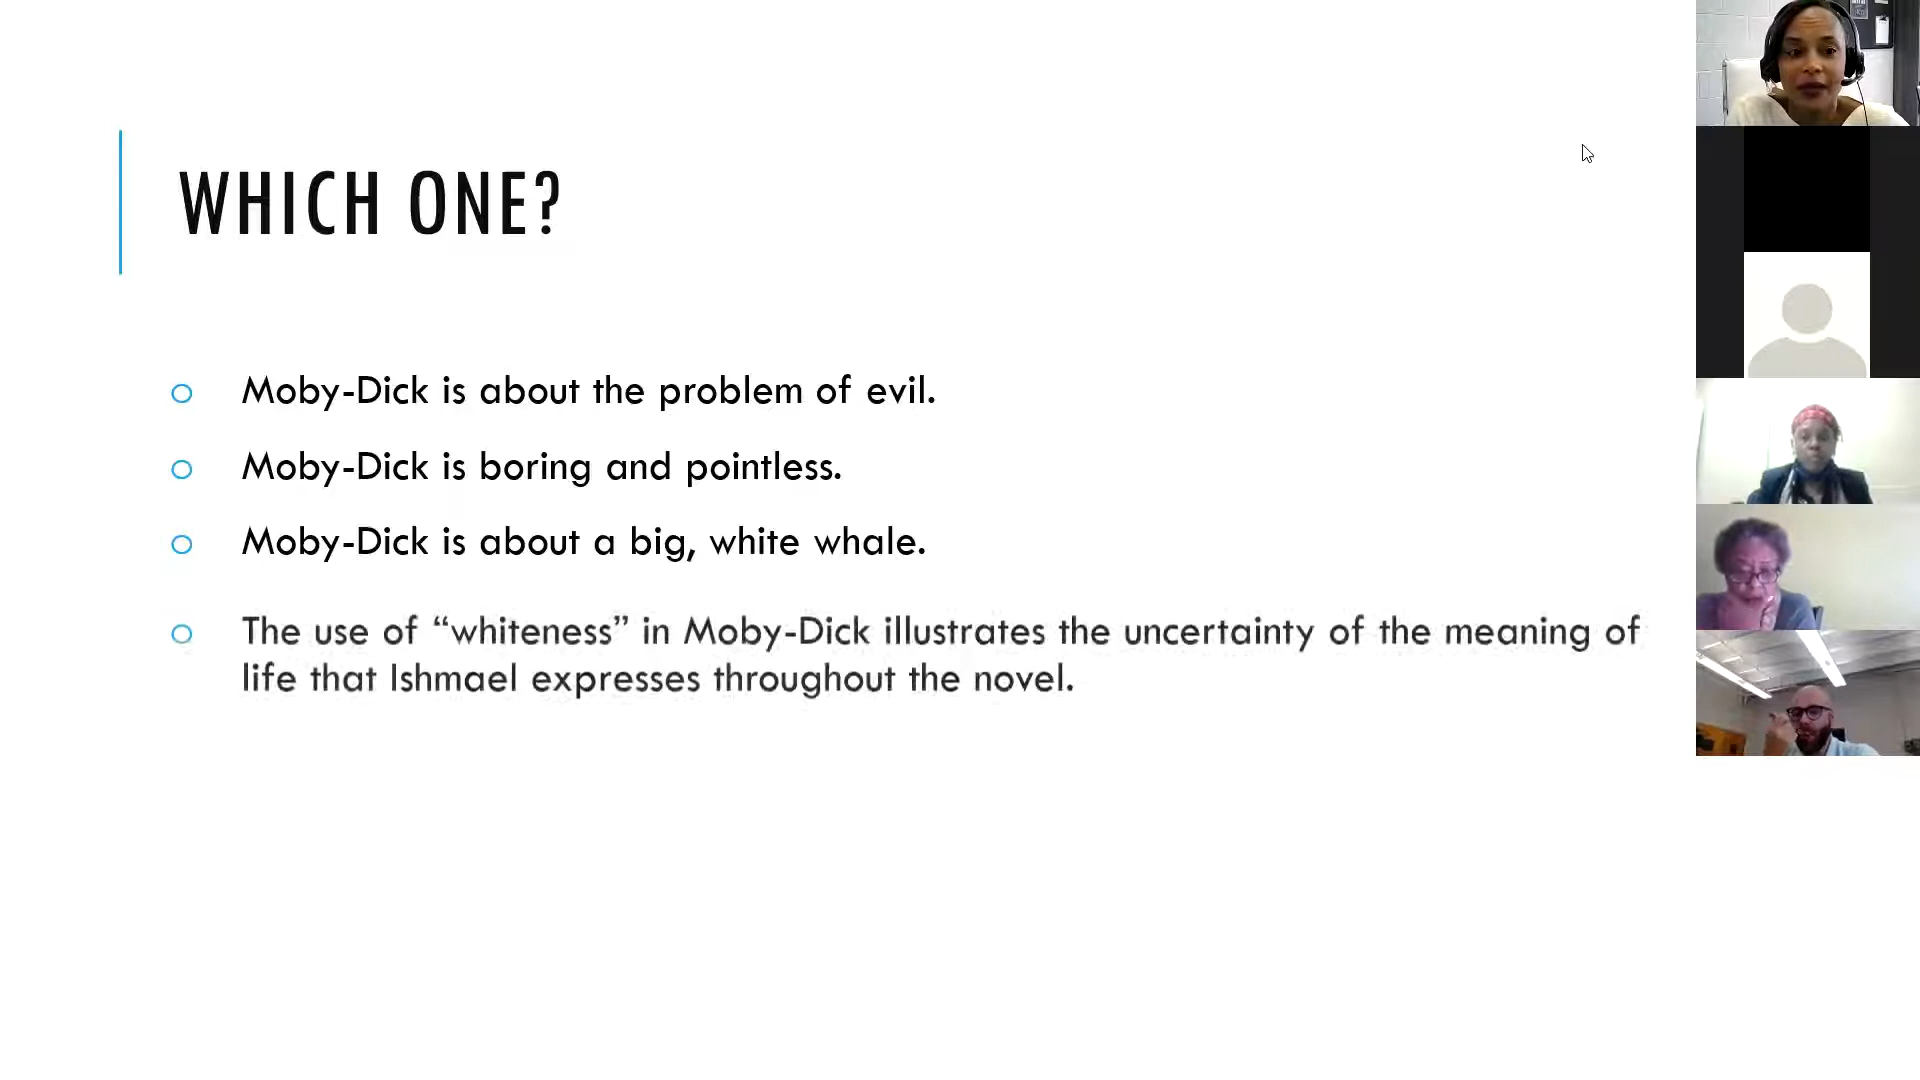 WHICH ONE?
Moby-Dick is about the problem of evil.
Moby-Dick is boring and pointless.
Moby-Dick is about a big, white whale.
The use of “whiteness” in Moby-Dick illustrates the uncertainty of the meaning of
life that Ishmael expresses throughout the novel.